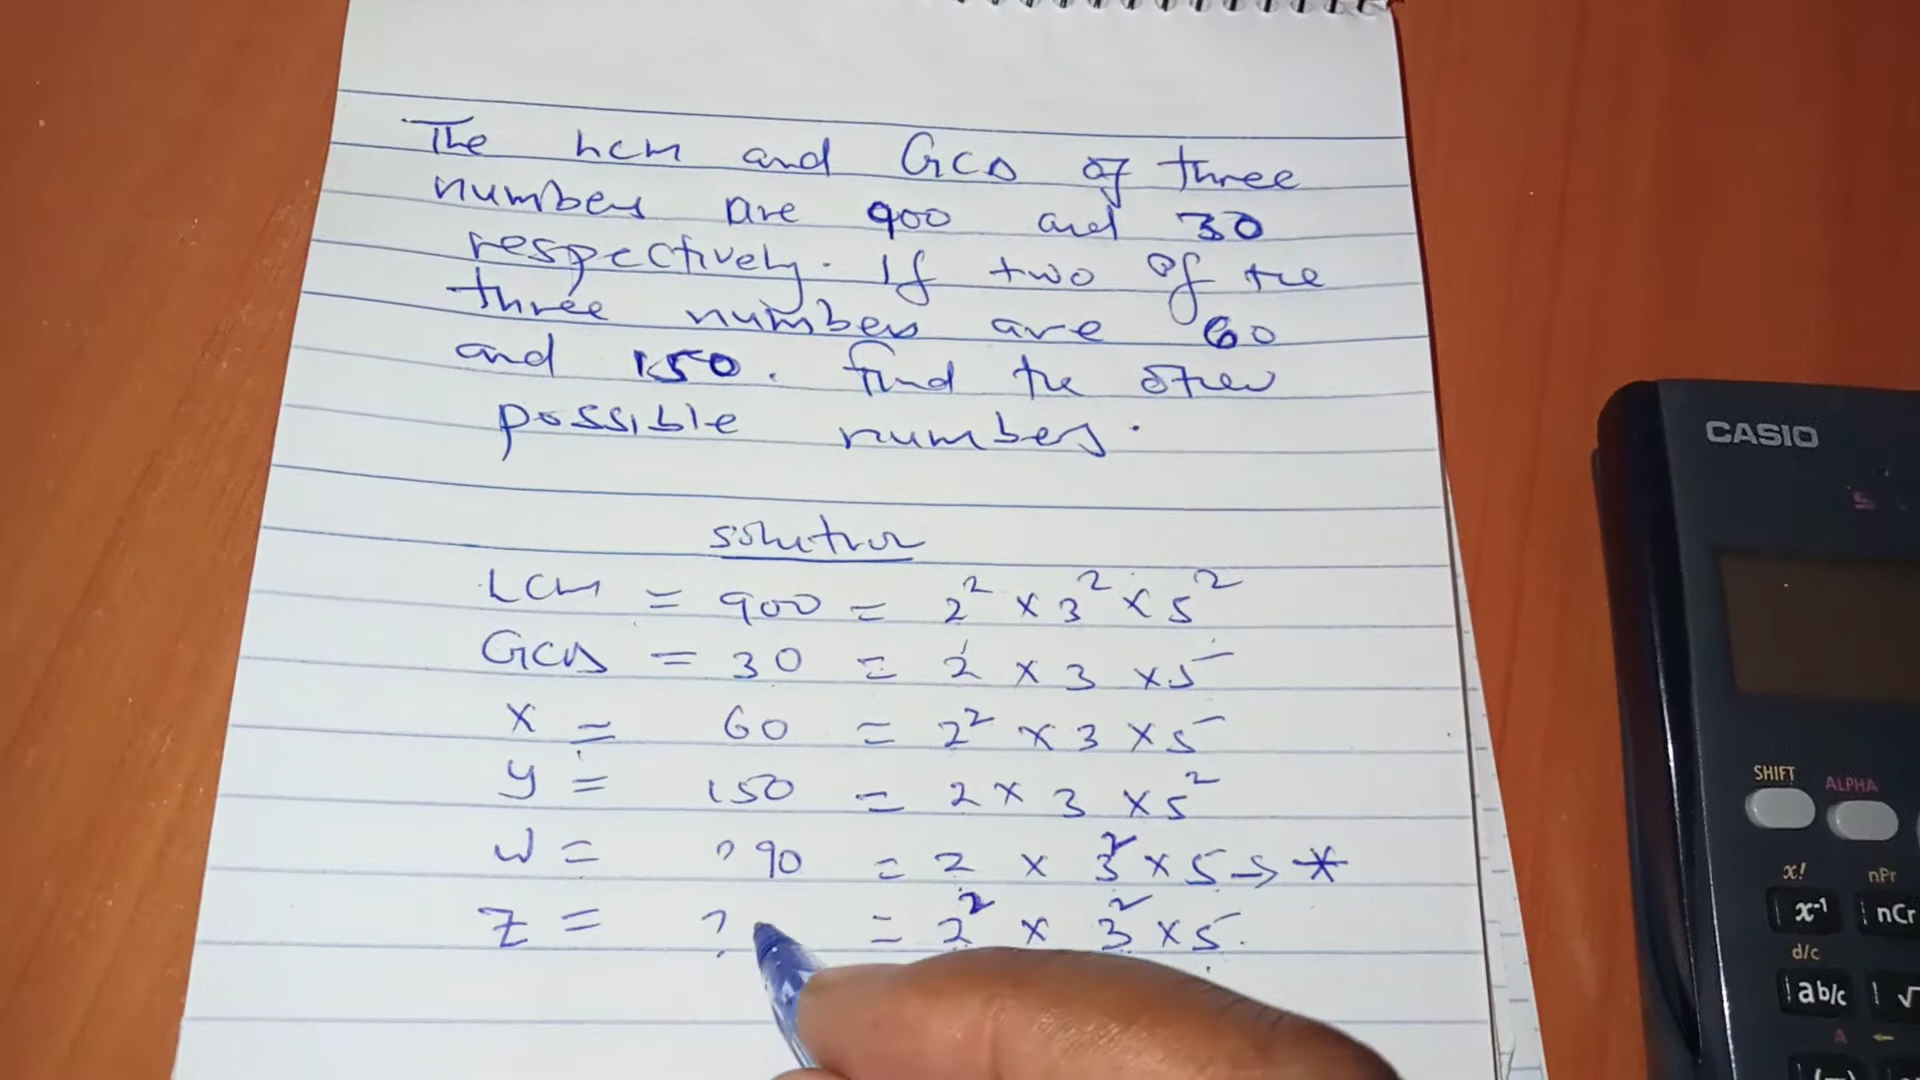 The LCM and GCD of three
numbers are 900 and 30
respectively. If two of the
three numbers are 60
and 150. find the other
possible numbers.
solution
LCM = 900 = 2² × 3² × 5²
GCD = 30 = 2 × 3 × 5
x = 60 = 2² × 3 × 5
y = 150 = 2 × 3 × 5²
W = ? 90 = 2 × 3² × 5 → *
Z = ? = 2² × 3² × 5.
CASIO
SHIFT ALPHA
x! nPr
x⁻¹ nCr
d/c
ab/c √
A ←
(−)